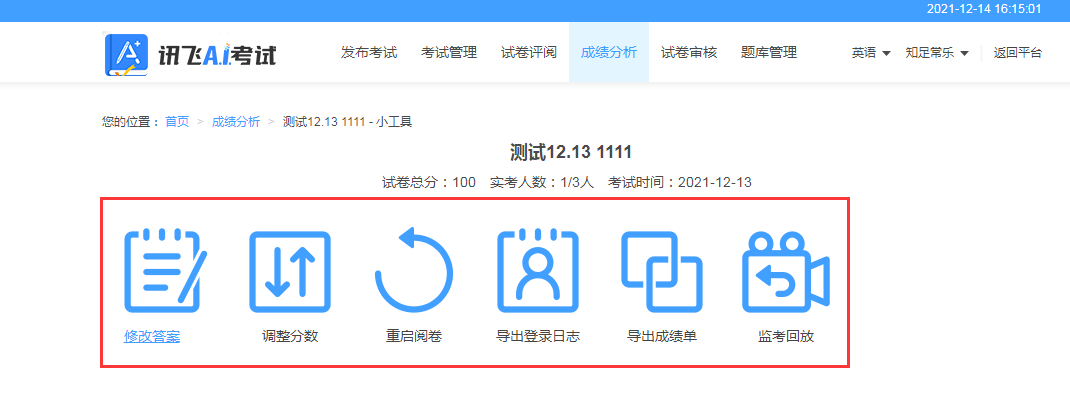 2021-12-14 16:15:01
讯飞A.i.考试 发布考试 考试管理 试卷评阅 成绩分析 试卷审核 题库管理 英语 知足常乐 返回平台
您的位置： 首页 > 成绩分析 > 测试12.13 1111 - 小工具
测试12.13 1111
试卷总分：100 实考人数：1/3人 考试时间：2021-12-13
修改答案 调整分数 重启阅卷 导出登录日志 导出成绩单 监考回放